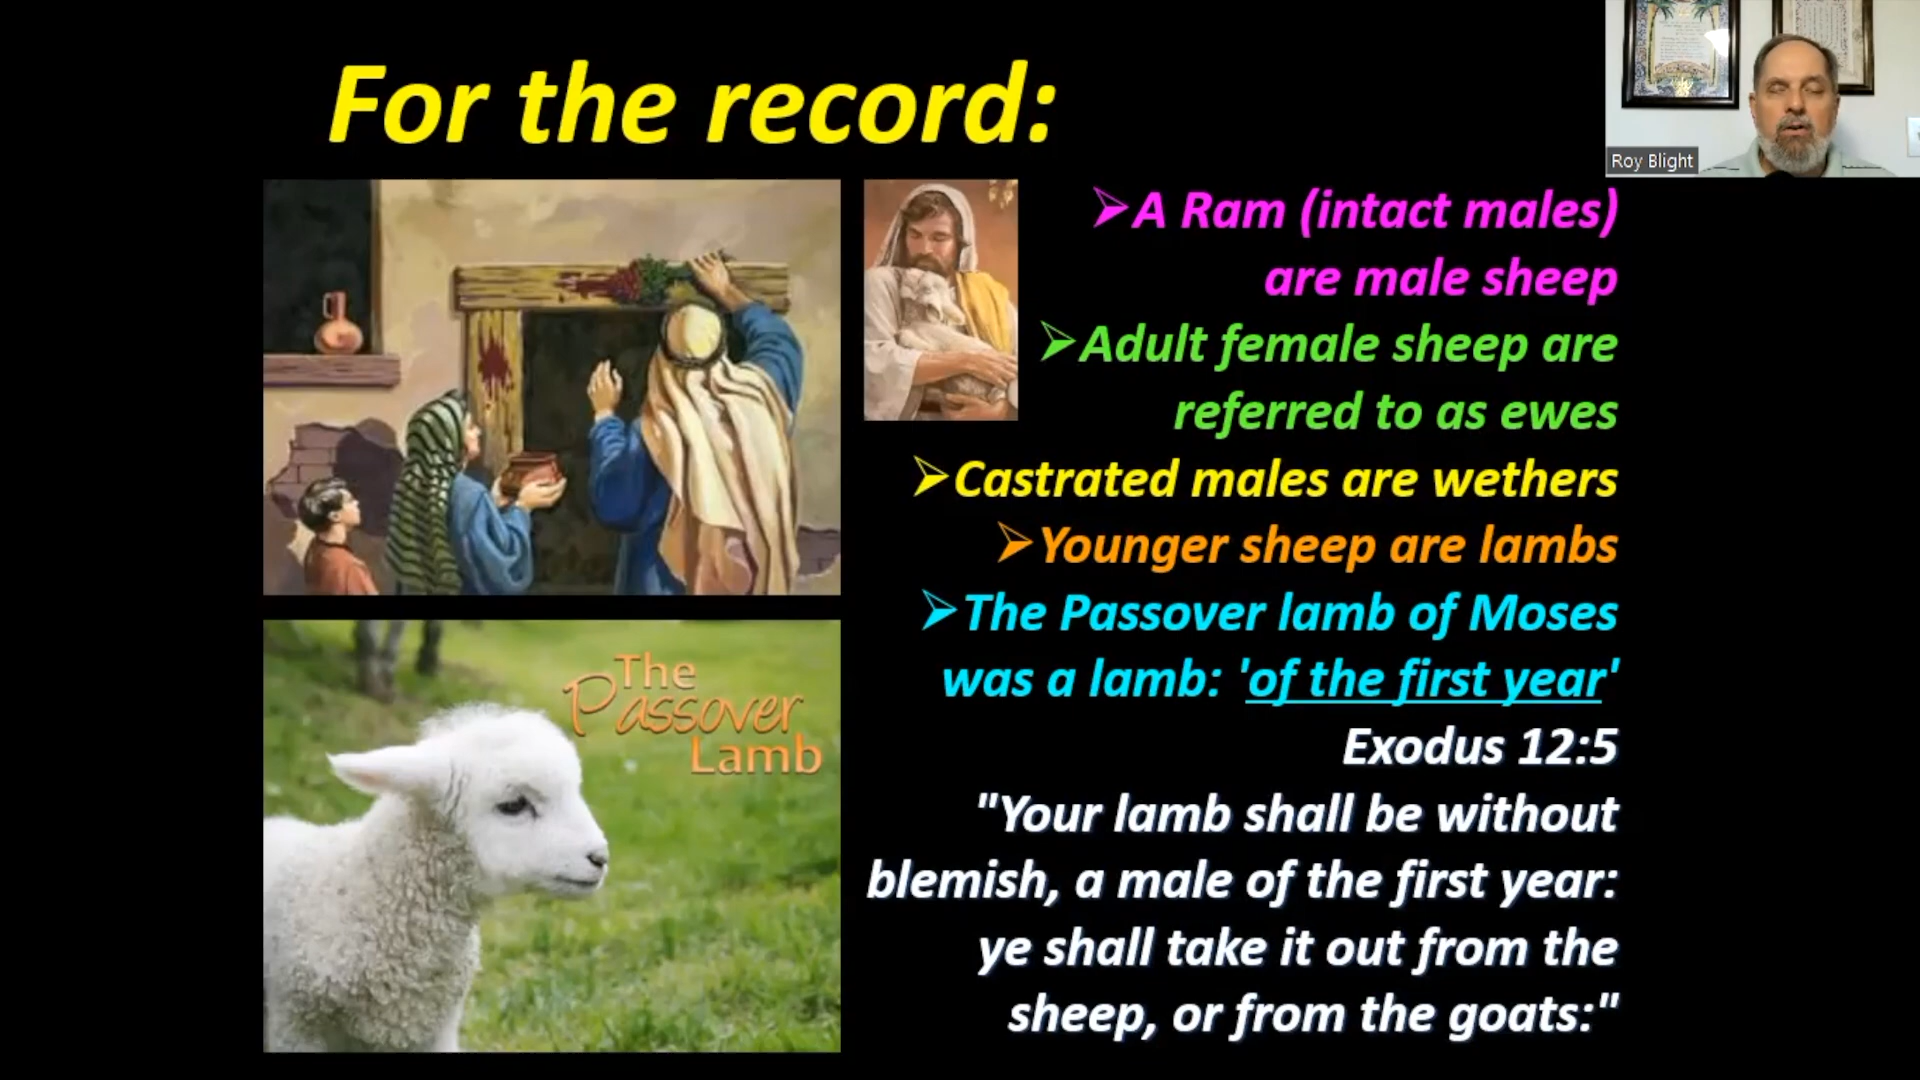 For the record:
Roy Blight
➢A Ram (intact males)
are male sheep
➢Adult female sheep are
referred to as ewes
➢Castrated males are wethers
➢Younger sheep are lambs
➢The Passover lamb of Moses
was a lamb: 'of the first year'
Exodus 12:5
"Your lamb shall be without
blemish, a male of the first year:
ye shall take it out from the
sheep, or from the goats:"
The
Passover
Lamb